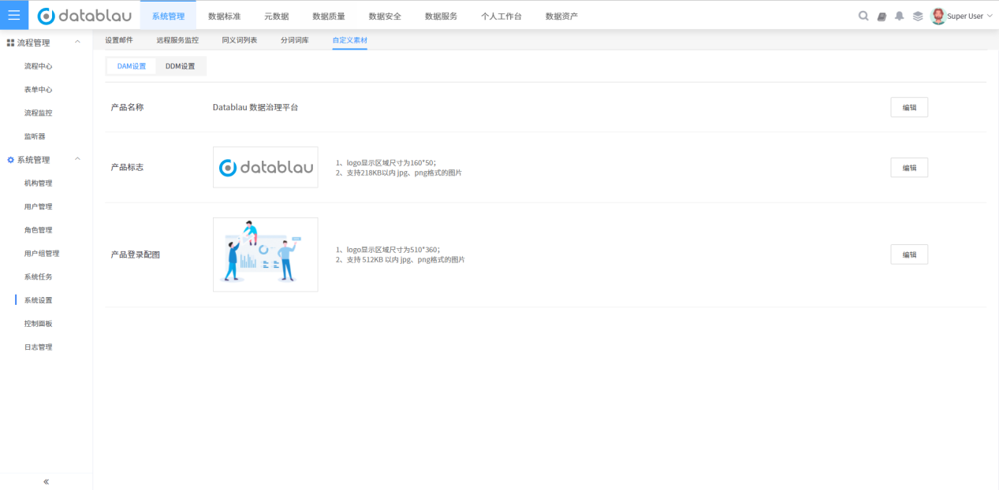 datablau
系统管理
数据标准
元数据
数据质量
数据安全
数据服务
个人工作台
数据资产
Super User
流程管理
流程中心
表单中心
流程监控
监听器
系统管理
机构管理
用户管理
角色管理
用户组管理
系统任务
系统设置
控制面板
日志管理
设置邮件
远程服务监控
同义词列表
分词词库
自定义素材
DAM设置
DDM设置
产品名称
Datablau 数据治理平台
编辑
产品标志
datablau
1、logo显示区域尺寸为160*50；
2、支持218KB以内 jpg、png格式的图片
编辑
产品登录配图
1、logo显示区域尺寸为510*360；
2、支持 512KB 以内 jpg、png格式的图片
编辑